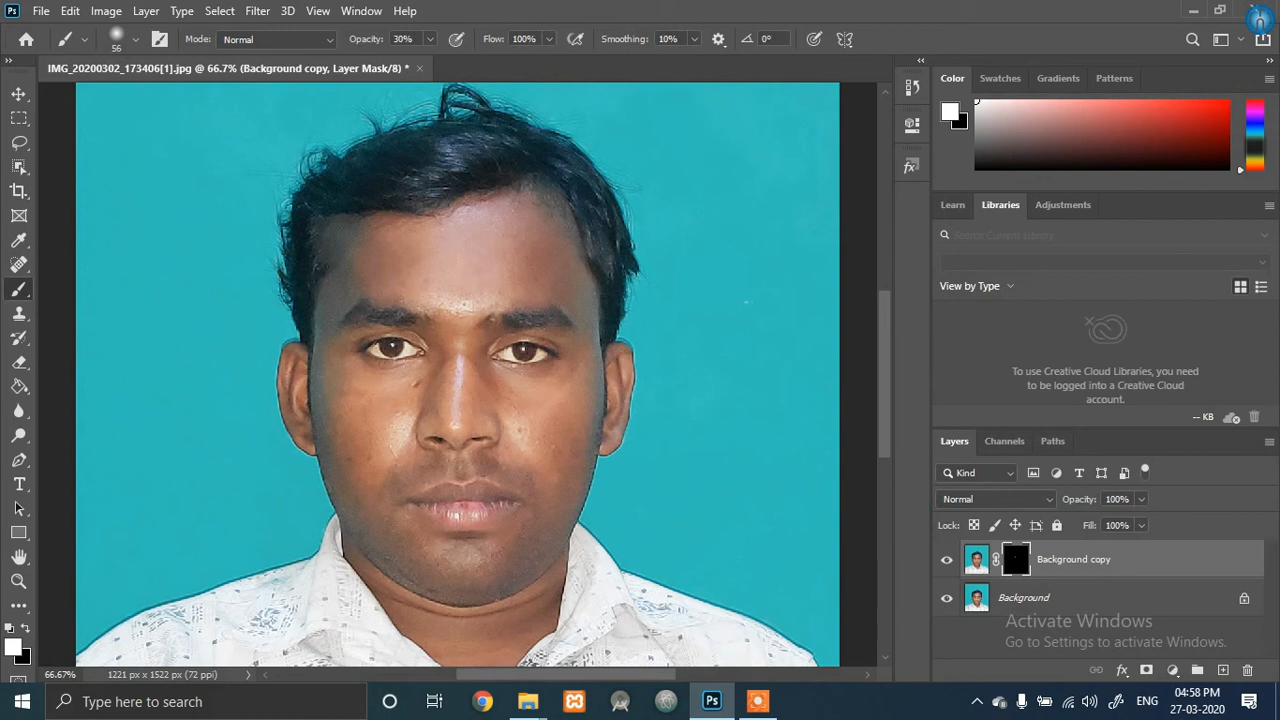 Ps File Edit Image Layer Type Select Filter 3D View Window Help
56 Mode: Normal Opacity: 30% Flow: 100% Smoothing: 10% 0°
IMG_20200302_173406[1].jpg @ 66.7% (Background copy, Layer Mask/8) * ×
Color Swatches Gradients Patterns
Learn Libraries Adjustments
Search Current Library
View by Type
To use Creative Cloud Libraries, you need
to be logged into a Creative Cloud
account.
-- KB
Layers Channels Paths
Kind
Normal Opacity: 100%
Lock: Fill: 100%
Background copy
Background
Activate Windows
Go to Settings to activate Windows.
66.67% 1221 px x 1522 px (72 ppi)
Type here to search
Ps
ENG
04:58 PM
27-03-2020